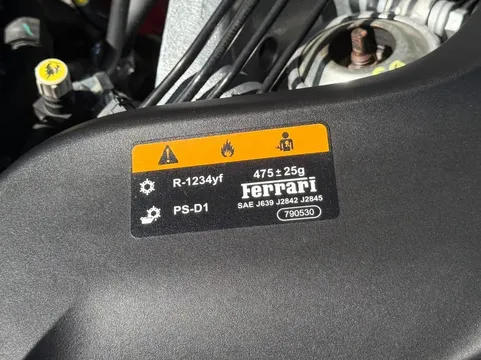 R-1234yf 475 ± 25g
Ferrari
PS-D1 SAE J639 J2842 J2845
790530